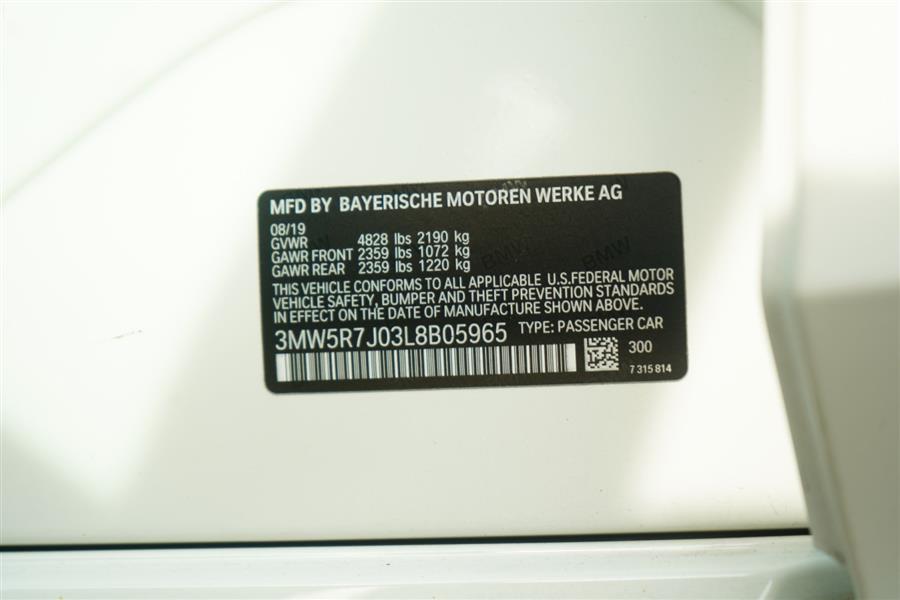 MFD BY BAYERISCHE MOTOREN WERKE AG
08/19
GVWR 4828 lbs 2190 kg
GAWR FRONT 2359 lbs 1072 kg
GAWR REAR 2359 lbs 1220 kg
THIS VEHICLE CONFORMS TO ALL APPLICABLE U.S.FEDERAL MOTOR
VEHICLE SAFETY, BUMPER AND THEFT PREVENTION STANDARDS
IN EFFECT ON THE DATE OF MANUFACTURE SHOWN ABOVE.
3MW5R7J03L8B05965 TYPE: PASSENGER CAR
300
7 315 814
BMW
BMW